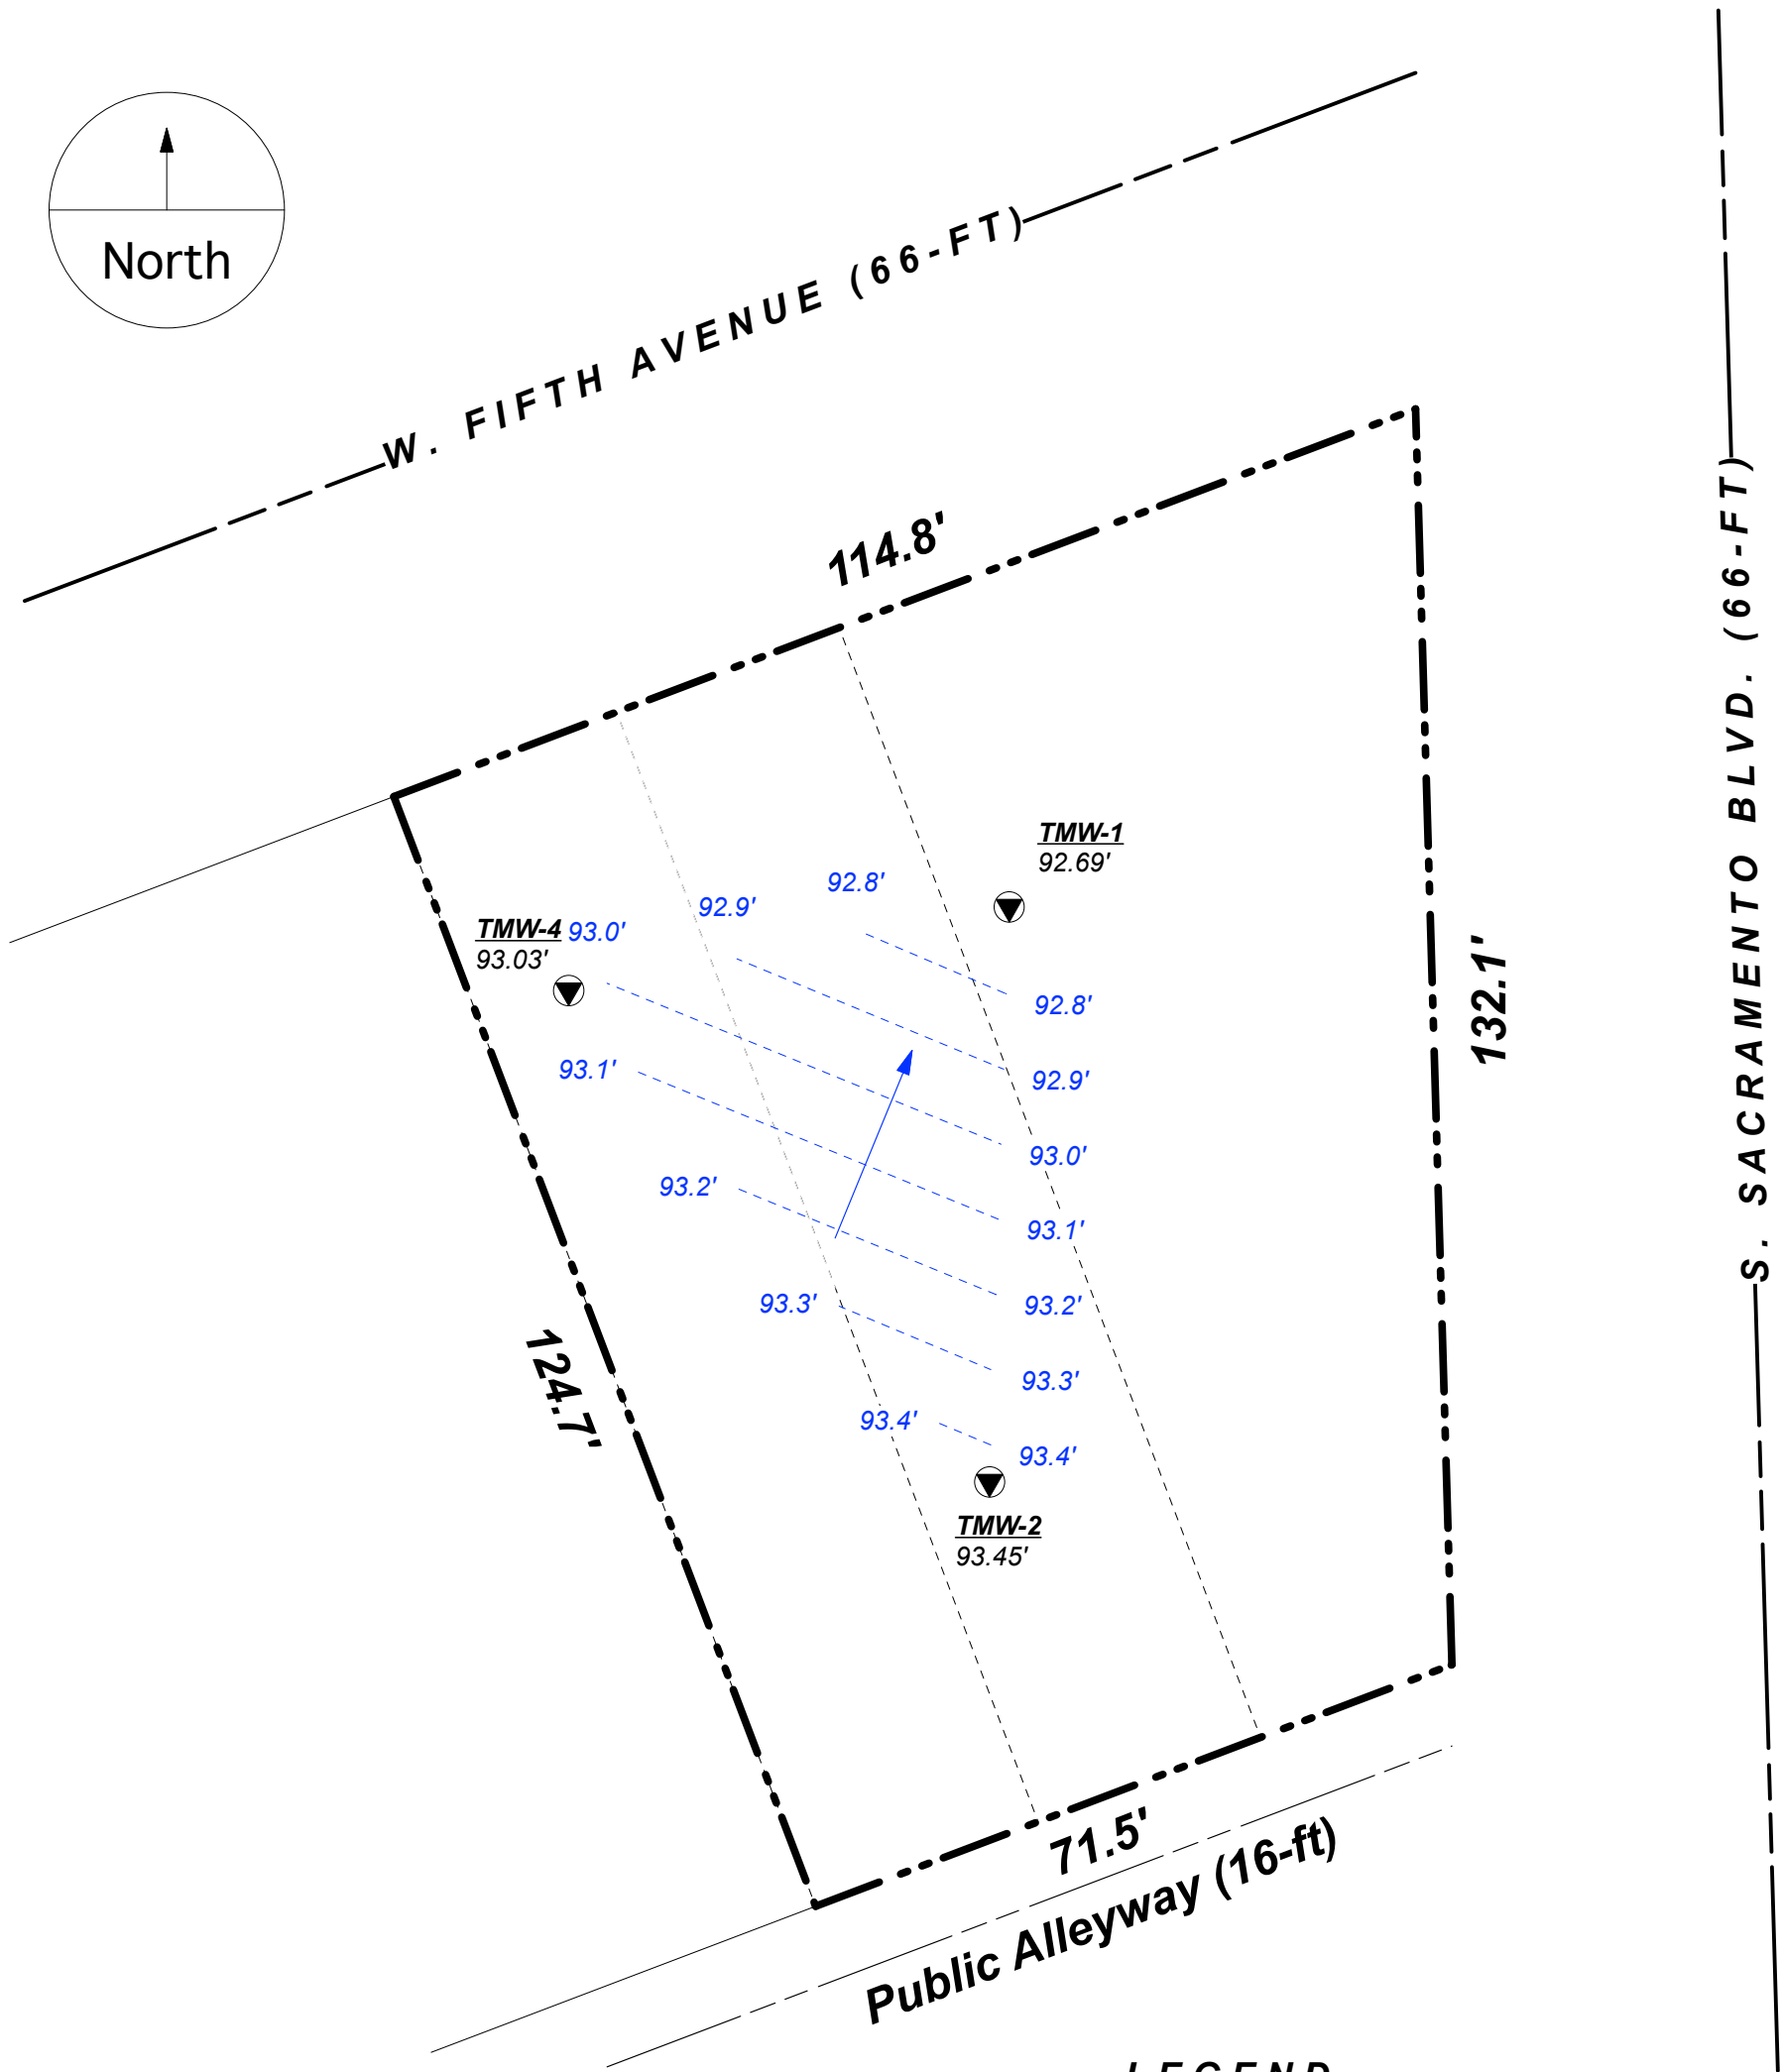 North
W. FIFTH AVENUE (66-FT)
S. SACRAMENTO BLVD. (66-FT)
114.8'
TMW-1
92.69'
92.8'
92.9'
TMW-4 93.0'
93.03'
132.1'
92.8'
93.1'
92.9'
93.0'
93.2'
93.1'
93.3'
93.2'
124.7'
93.3'
93.4'
93.4'
TMW-2
93.45'
71.5'
Public Alleyway (16-ft)
LEGEND